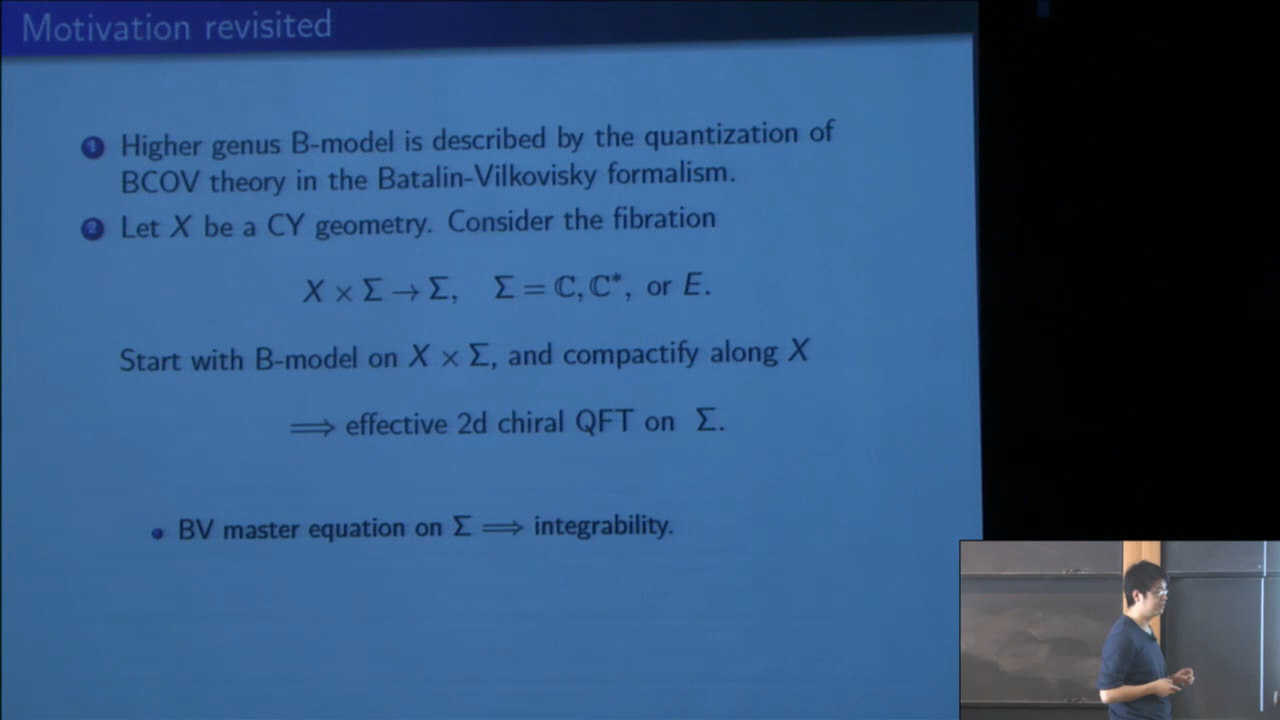 Motivation revisited
1 Higher genus B-model is described by the quantization of
BCOV theory in the Batalin-Vilkovisky formalism.
2 Let X be a CY geometry. Consider the fibration
X × Σ → Σ, Σ = ℂ, ℂ*, or E.
Start with B-model on X × Σ, and compactify along X
⟹ effective 2d chiral QFT on Σ.
• BV master equation on Σ ⟹ integrability.